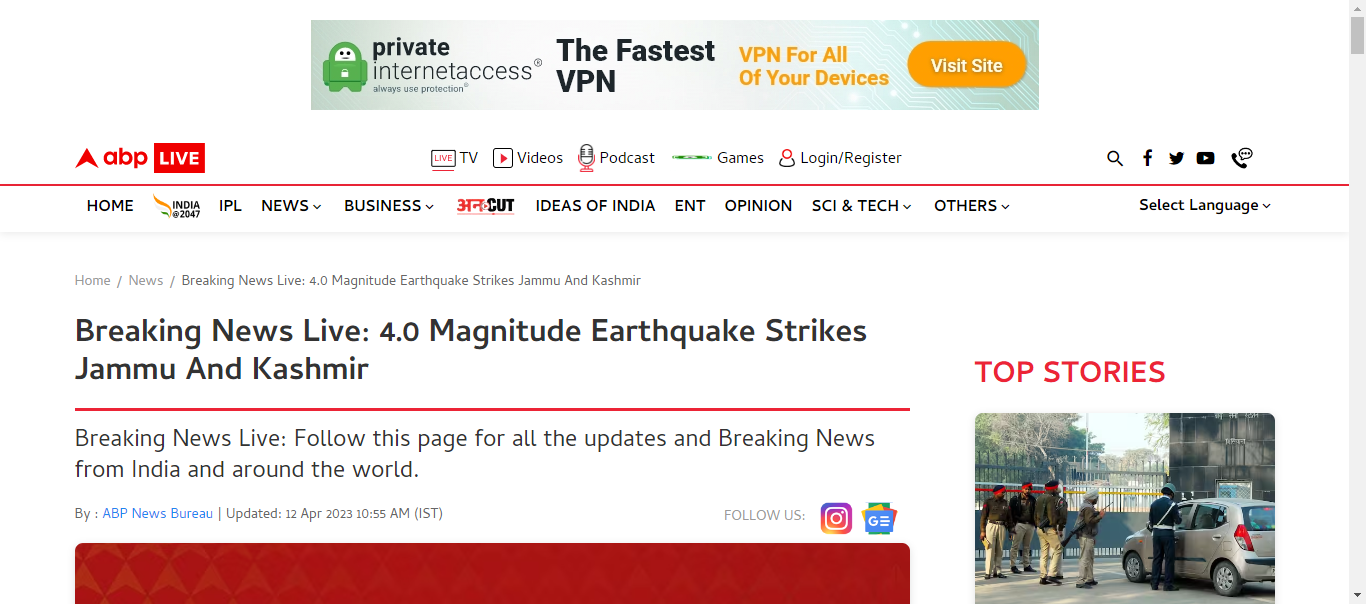 private
internetaccess®
always use protection®
The Fastest
VPN
VPN For All
Of Your Devices
Visit Site
abp LIVE
LIVE TV Videos Podcast Games Login/Register
HOME INDIA @2047 IPL NEWS BUSINESS अनCUT IDEAS OF INDIA ENT OPINION SCI & TECH OTHERS Select Language
Home / News / Breaking News Live: 4.0 Magnitude Earthquake Strikes Jammu And Kashmir
Breaking News Live: 4.0 Magnitude Earthquake Strikes
Jammu And Kashmir
TOP STORIES
Breaking News Live: Follow this page for all the updates and Breaking News
from India and around the world.
By : ABP News Bureau | Updated: 12 Apr 2023 10:55 AM (IST)
FOLLOW US:
GE